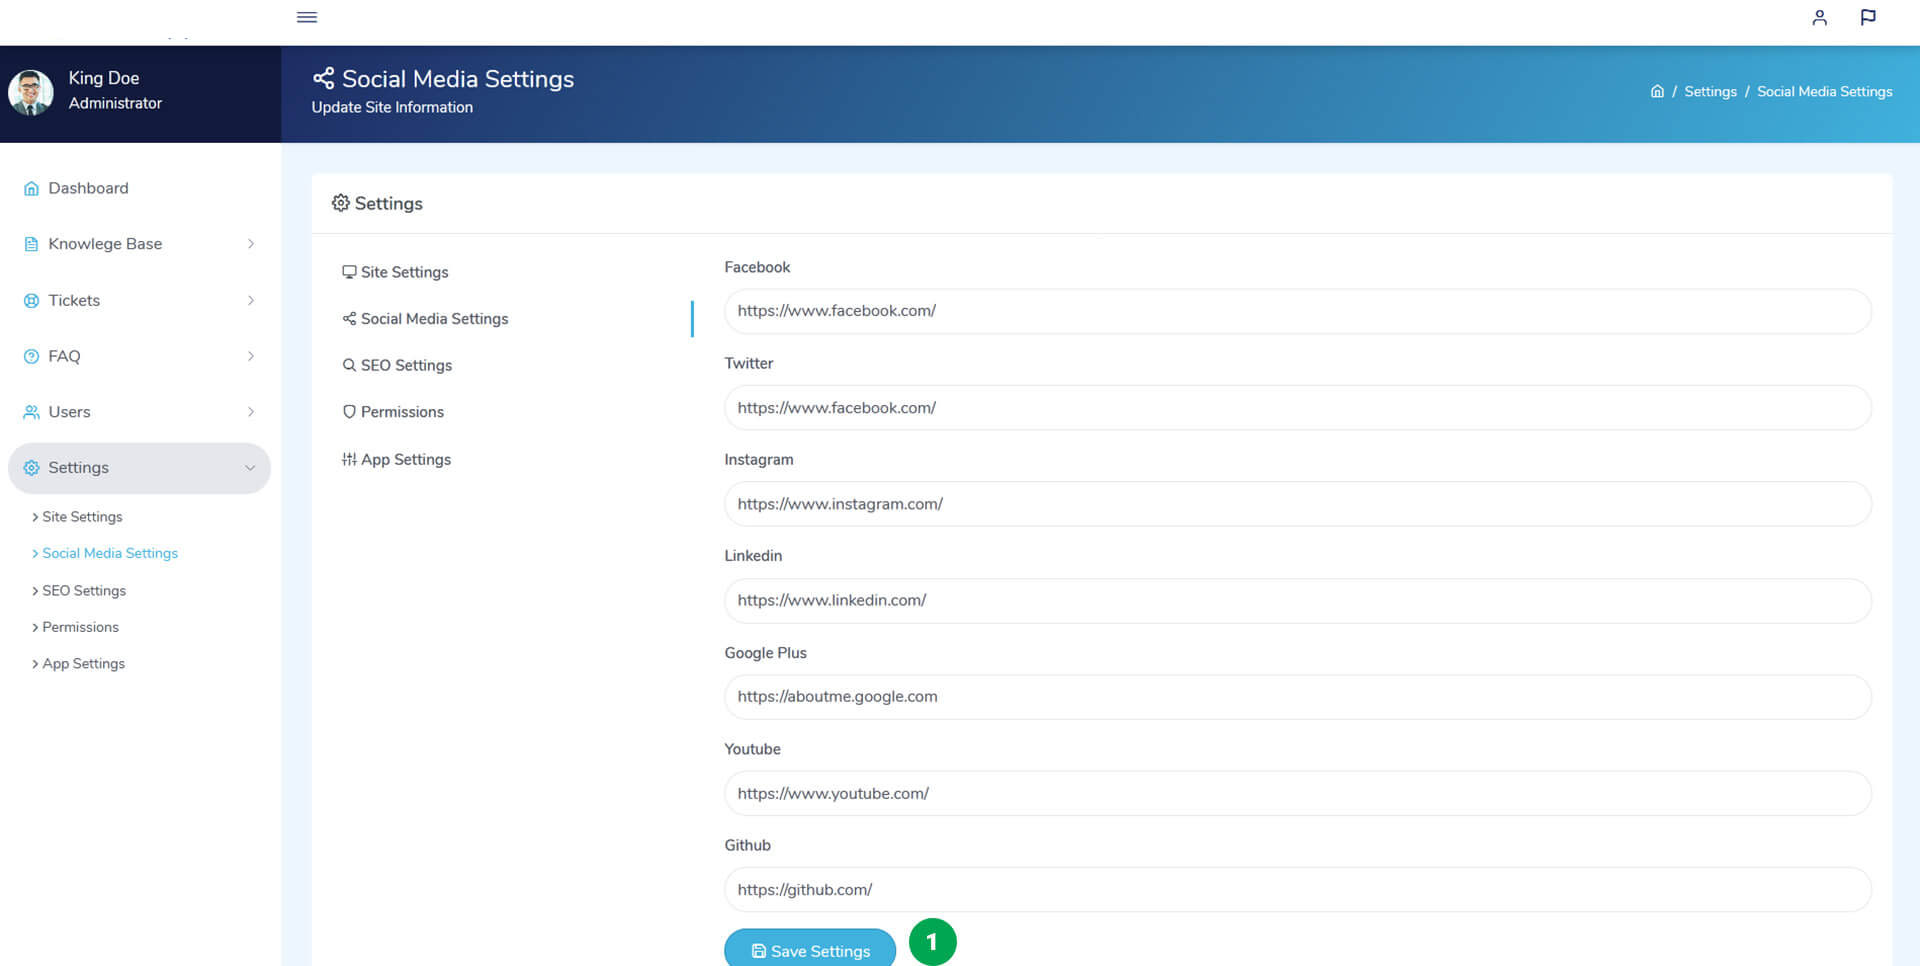 King Doe
Administrator
Social Media Settings
Update Site Information
/ Settings / Social Media Settings
Dashboard
Knowlege Base
Tickets
FAQ
Users
Settings
Site Settings
Social Media Settings
SEO Settings
Permissions
App Settings
Settings
Site Settings
Social Media Settings
SEO Settings
Permissions
App Settings
Facebook
https://www.facebook.com/
Twitter
https://www.facebook.com/
Instagram
https://www.instagram.com/
Linkedin
https://www.linkedin.com/
Google Plus
https://aboutme.google.com
Youtube
https://www.youtube.com/
Github
https://github.com/
Save Settings
1